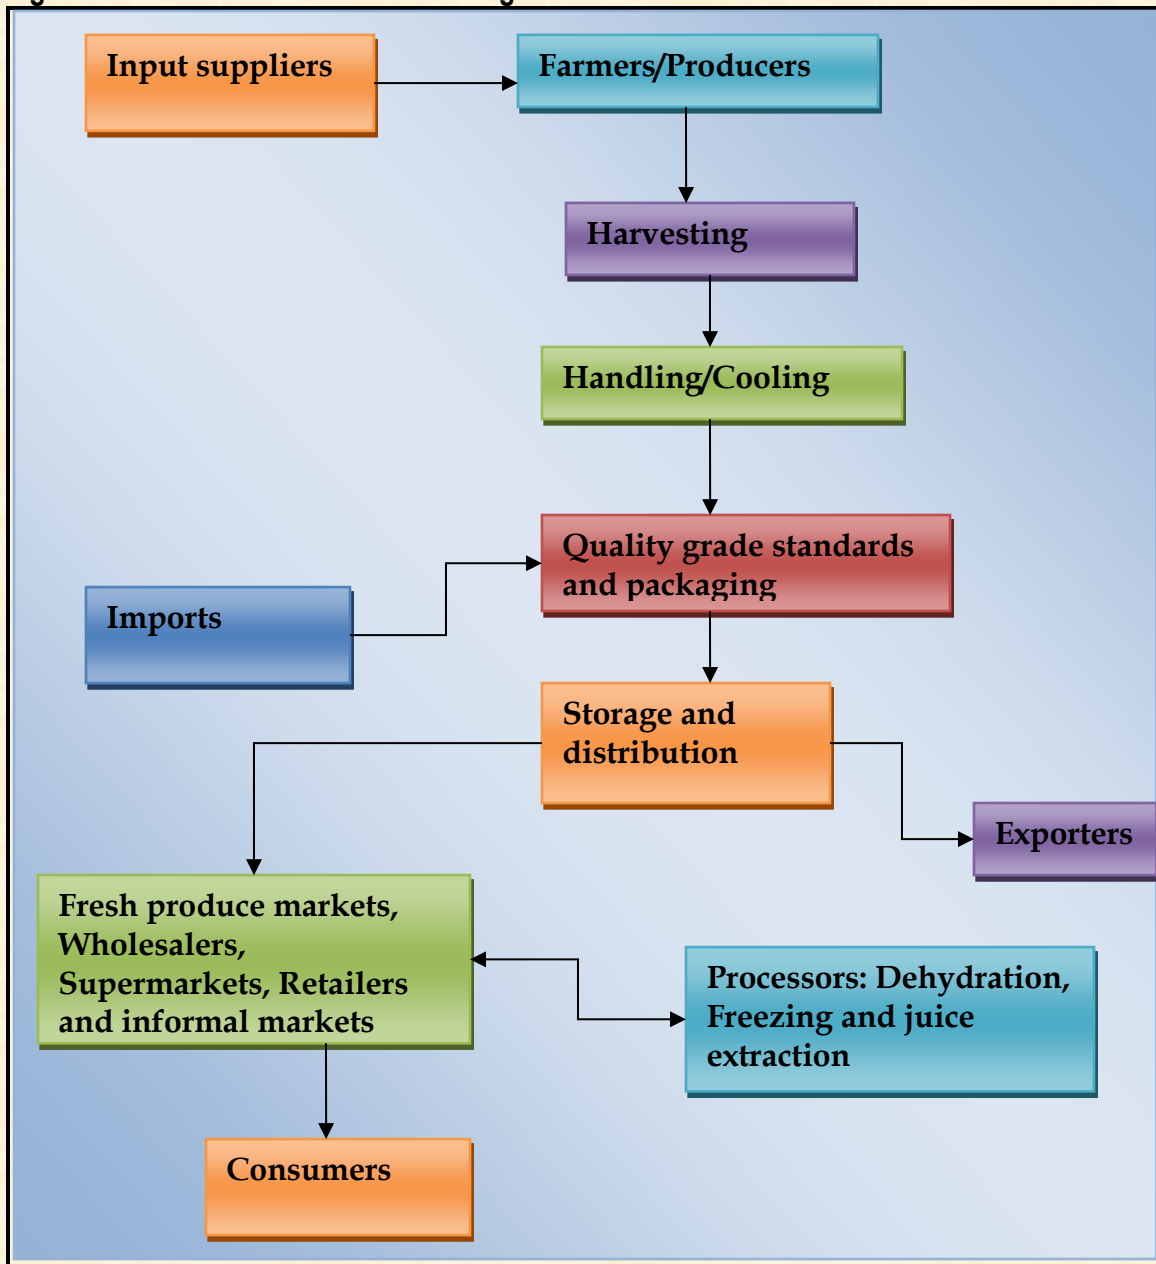 Input suppliers
Farmers/Producers
Harvesting
Handling/Cooling
Quality grade standards
and packaging
Imports
Storage and
distribution
Exporters
Fresh produce markets,
Wholesalers,
Supermarkets, Retailers
and informal markets
Processors: Dehydration,
Freezing and juice
extraction
Consumers